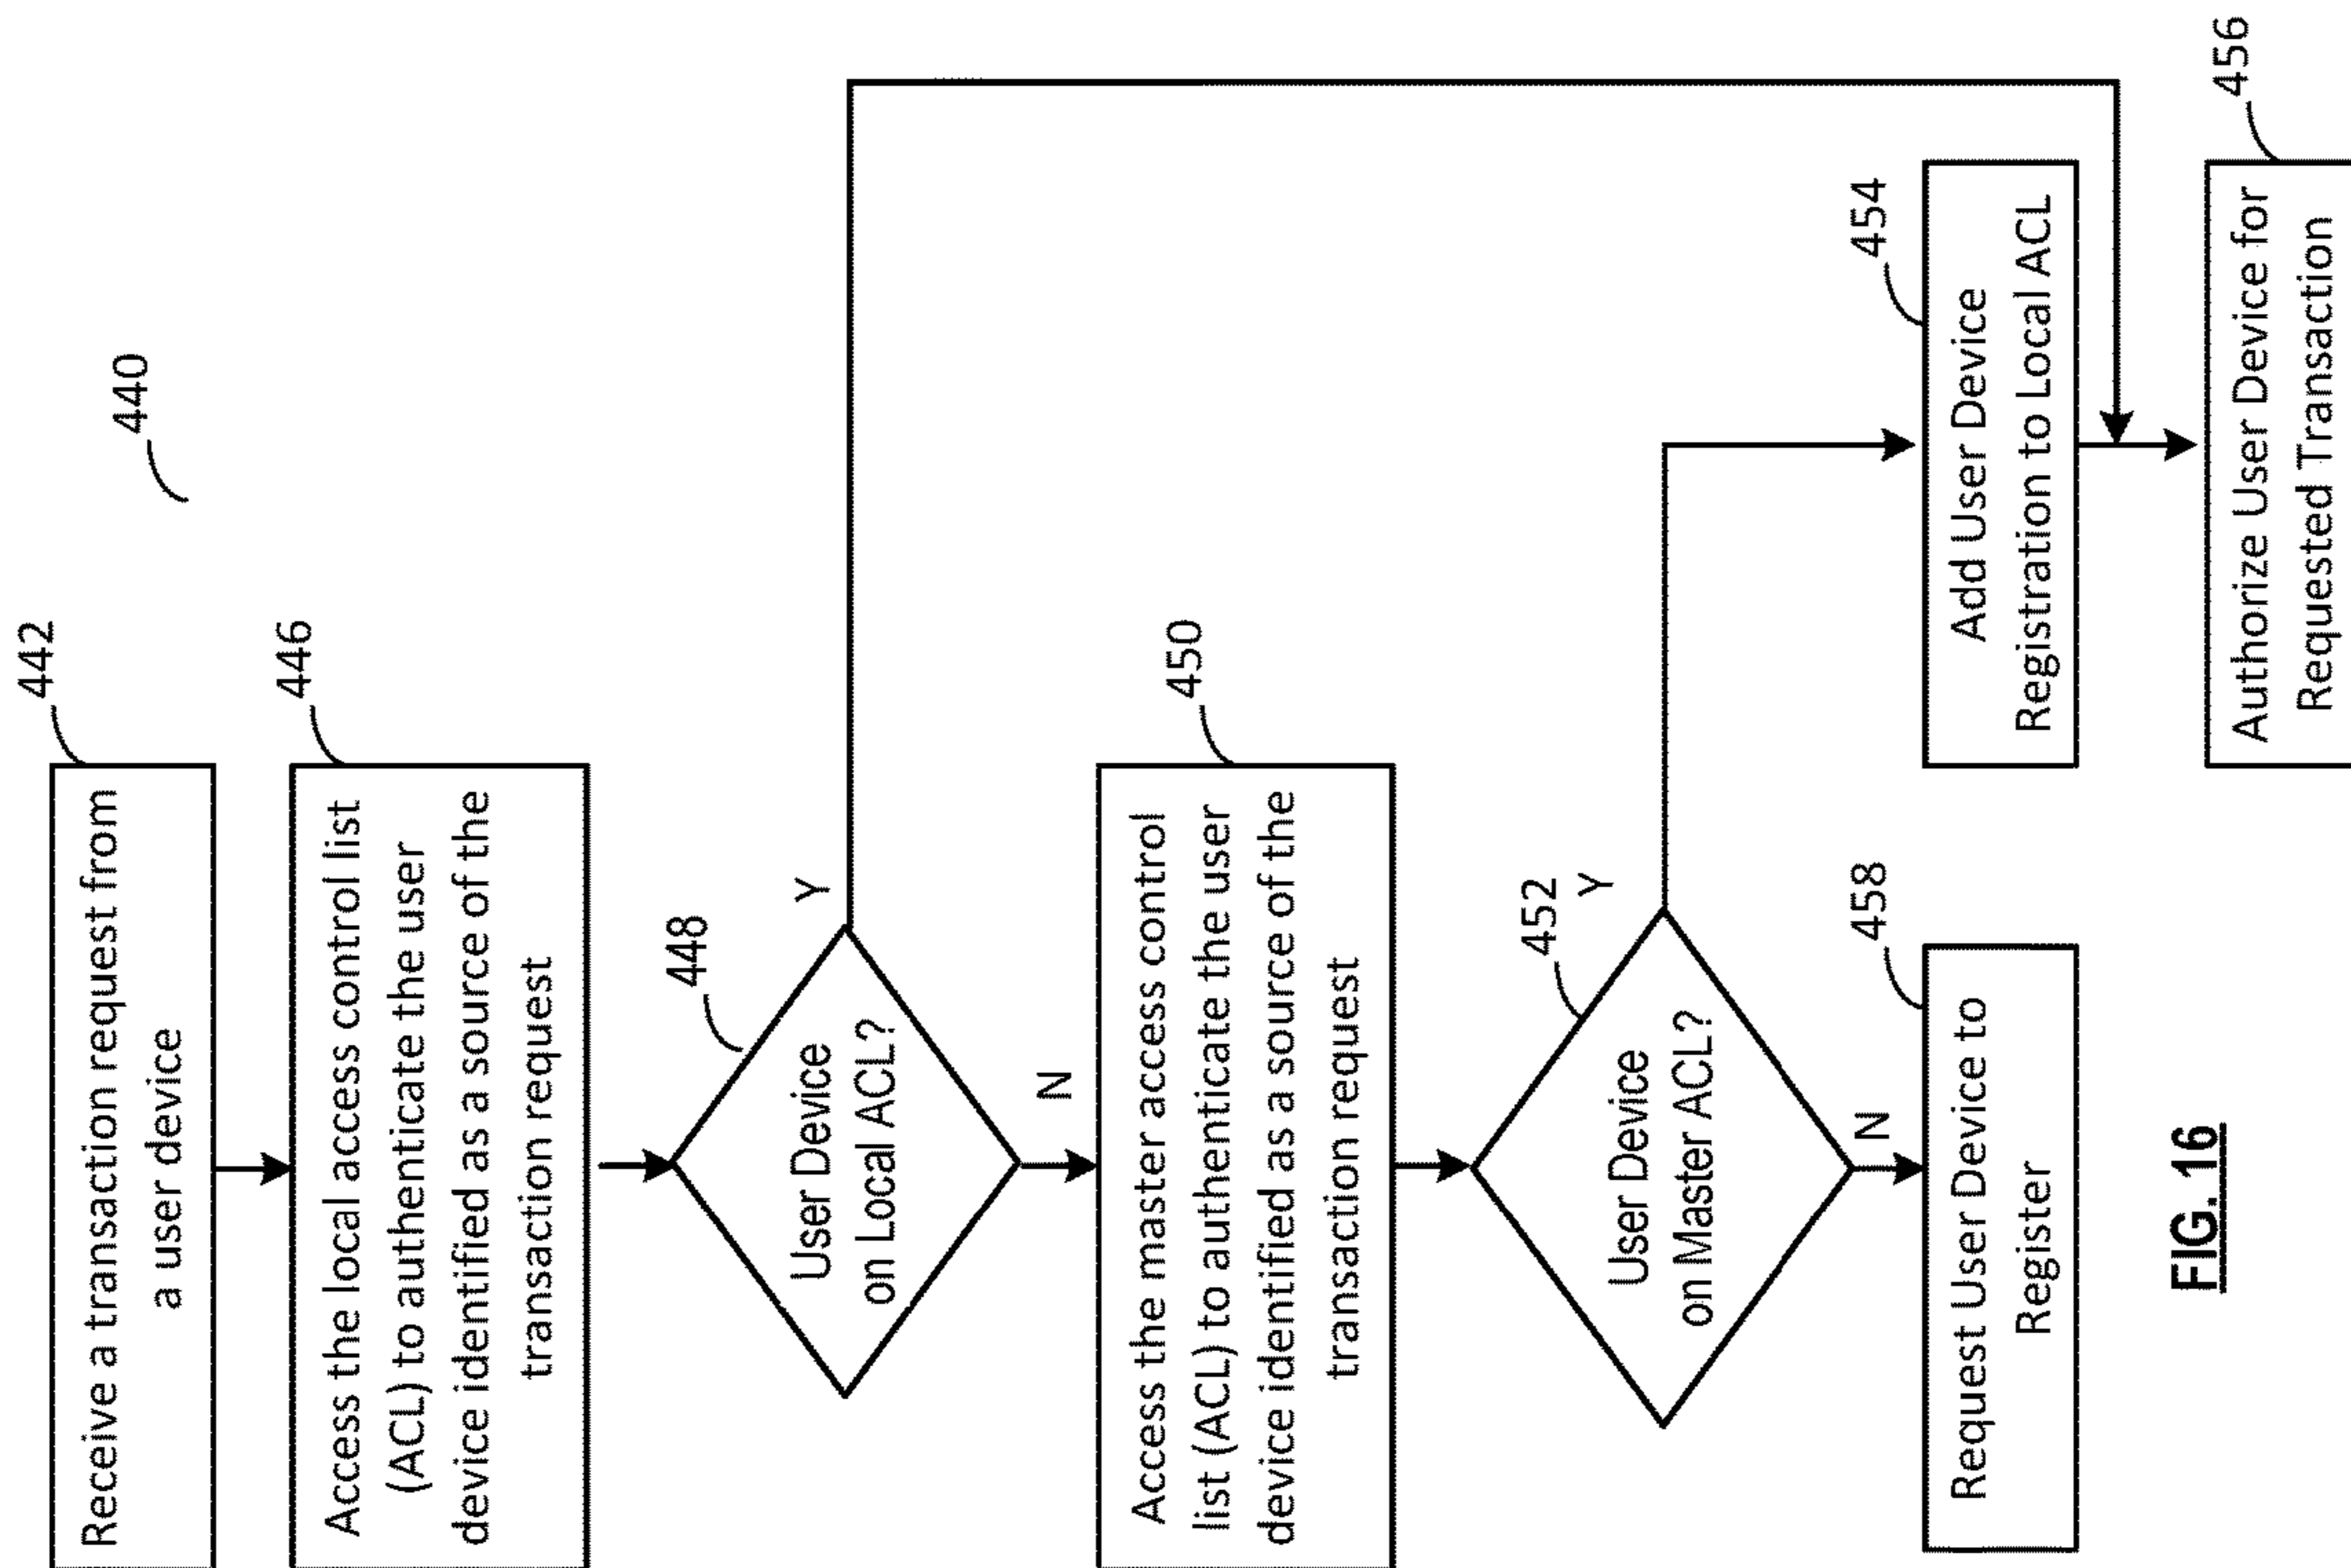 440
442
Receive a transaction request from
a user device
446
Access the local access control list
(ACL) to authenticate the user
device identified as a source of the
transaction request
448
User Device
on Local ACL?
Y
N
450
Access the master access control
list (ACL) to authenticate the user
device identified as a source of the
transaction request
452
User Device
on Master ACL?
Y
N
454
Add User Device
Registration to Local ACL
458
Request User Device to
Register
456
Authorize User Device for
Requested Transaction
FIG. 16